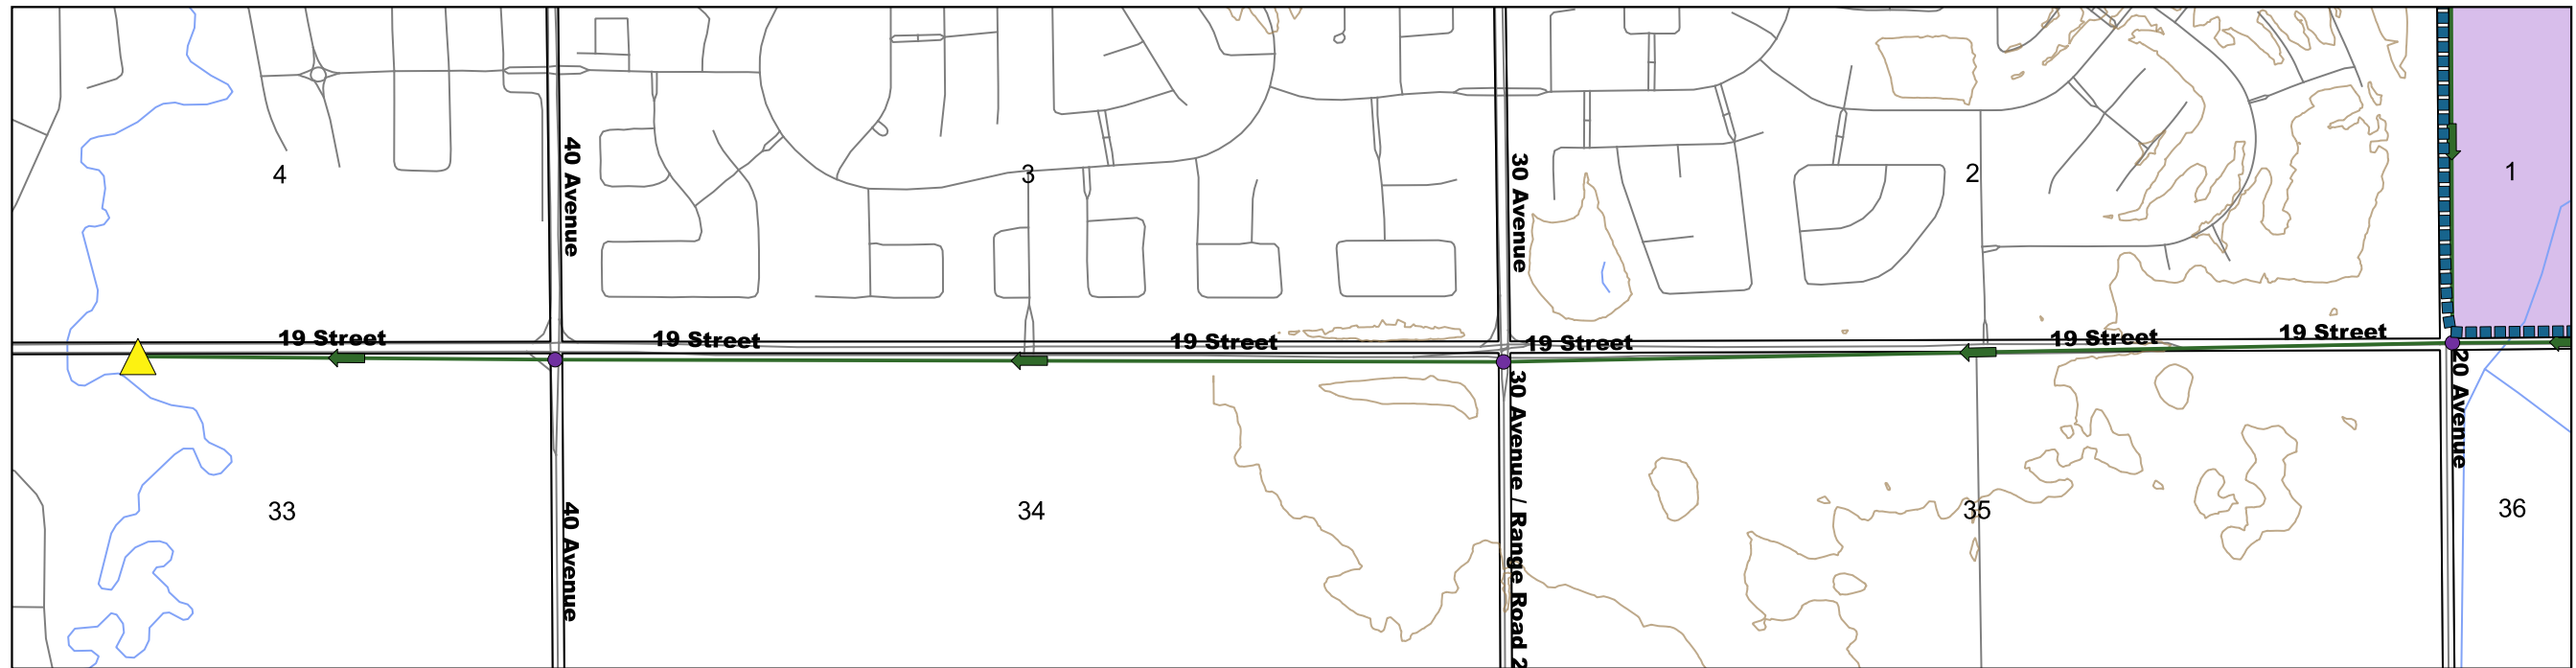 40 Avenue
30 Avenue
4
3
2
1
19 Street
19 Street
19 Street
19 Street
19 Street
19 Street
20 Avenue
30 Avenue / Range Road 2
40 Avenue
33
34
35
36